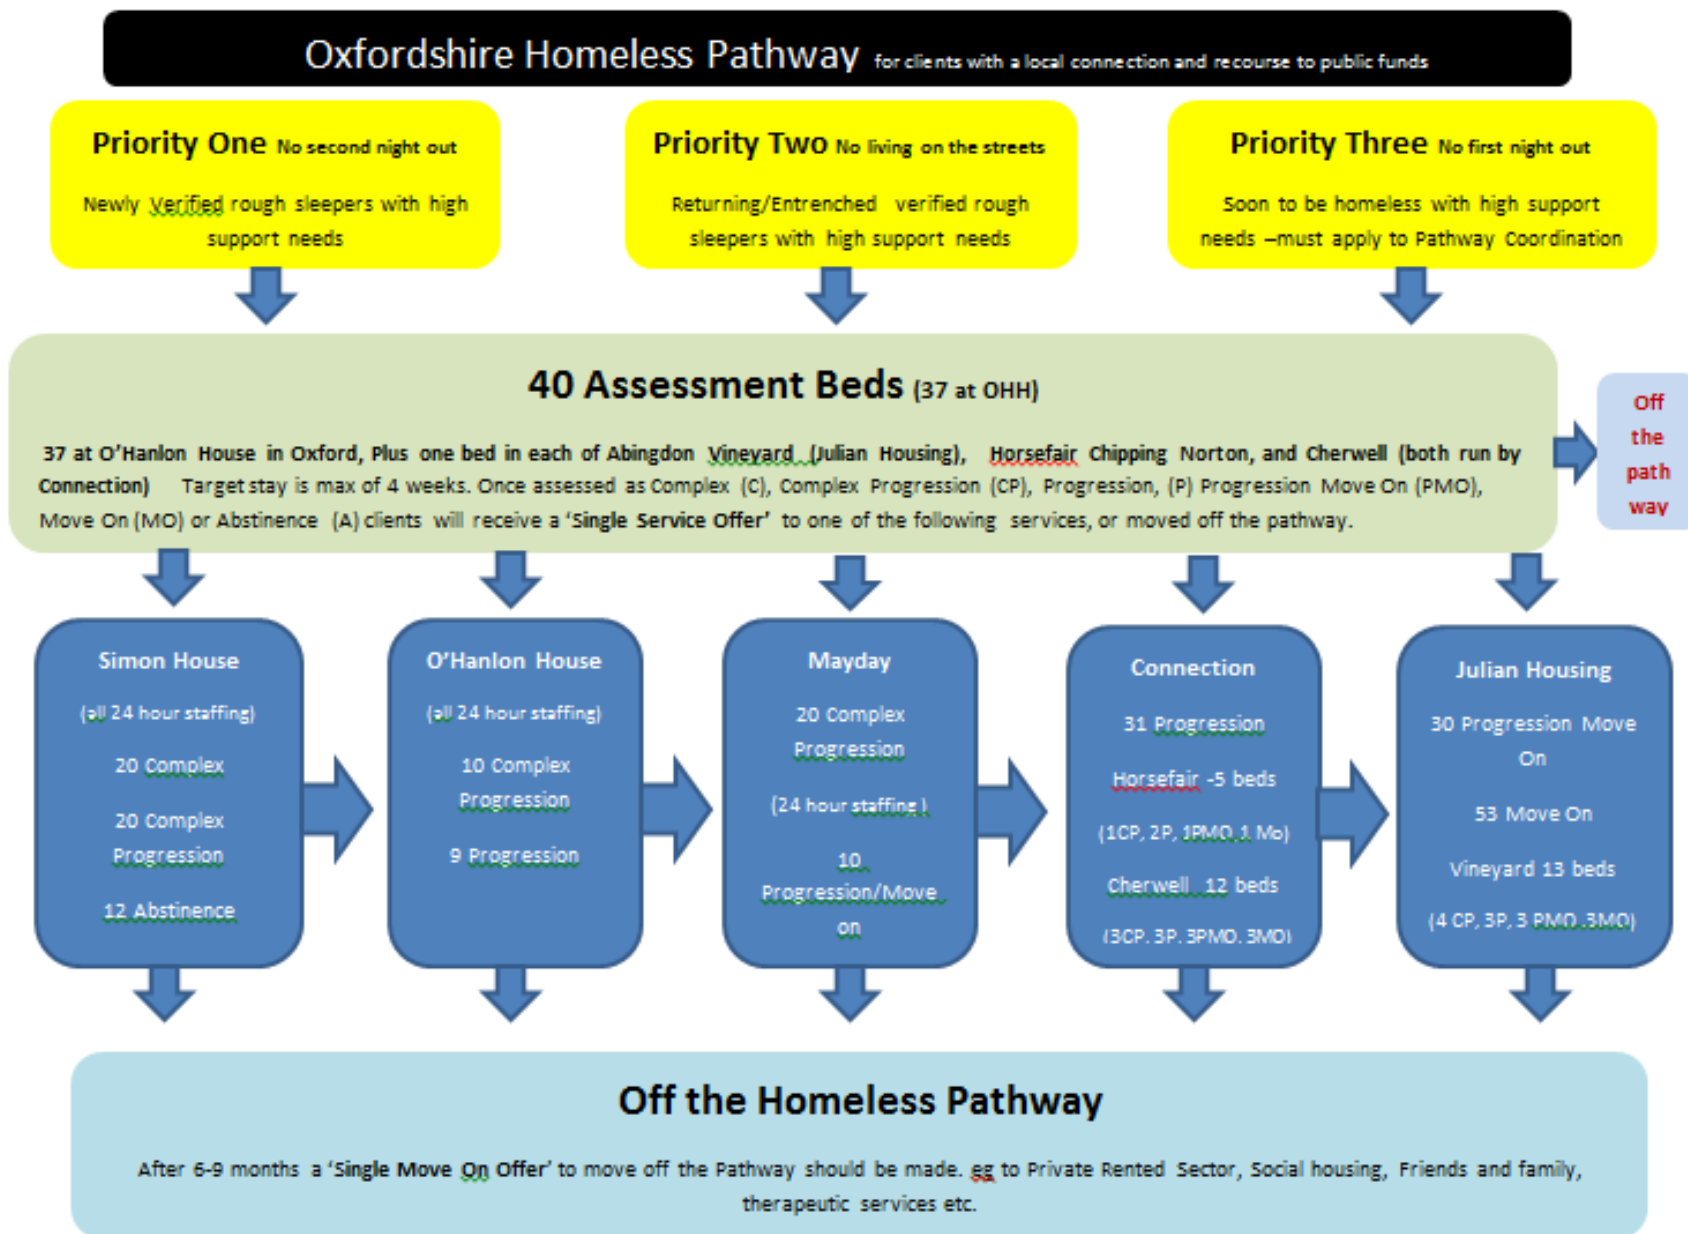 Oxfordshire Homeless Pathway for clients with a local connection and recourse to public funds
Priority One No second night out
Newly Verified rough sleepers with high
support needs
Priority Two No living on the streets
Returning/Entrenched verified rough
sleepers with high support needs
Priority Three No first night out
Soon to be homeless with high support
needs –must apply to Pathway Coordination
40 Assessment Beds (37 at OHH)
37 at O'Hanlon House in Oxford, Plus one bed in each of Abingdon Vineyard (Julian Housing), Horsefair Chipping Norton, and Cherwell (both run by
Connection) Target stay is max of 4 weeks. Once assessed as Complex (C), Complex Progression (CP), Progression, (P) Progression Move On (PMO),
Move On (MO) or Abstinence (A) clients will receive a 'Single Service Offer' to one of the following services, or moved off the pathway.
Off
the
path
way
Simon House
(all 24 hour staffing)
20 Complex
20 Complex
Progression
12 Abstinence
O'Hanlon House
(all 24 hour staffing)
10 Complex
Progression
9 Progression
Mayday
20 Complex
Progression
(24 hour staffing )
10
Progression/Move
on
Connection
31 Progression
Horsefair -5 beds
(1CP, 2P, 1PMO, 1 Mo)
Cherwell 12 beds
(3CP, 3P, 3PMO, 3MO)
Julian Housing
30 Progression Move
On
53 Move On
Vineyard 13 beds
(4 CP, 3P, 3 PMO, 3MO)
Off the Homeless Pathway
After 6-9 months a 'Single Move On Offer' to move off the Pathway should be made. eg to Private Rented Sector, Social housing, Friends and family,
therapeutic services etc.